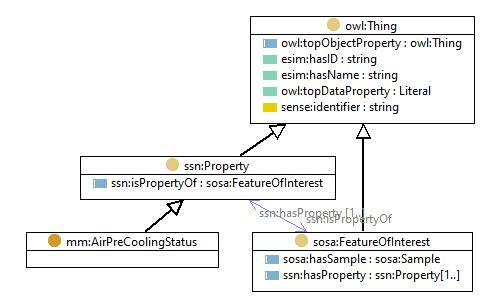 owl:Thing
owl:topObjectProperty : owl:Thing
esim:hasID : string
esim:hasName : string
owl:topDataProperty : Literal
sense:identifier : string
ssn:Property
ssn:isPropertyOf : sosa:FeatureOfInterest
ssn:hasProperty [1..]
ssn:isPropertyOf
mm:AirPreCoolingStatus
sosa:FeatureOfInterest
sosa:hasSample : sosa:Sample
ssn:hasProperty : ssn:Property[1..]